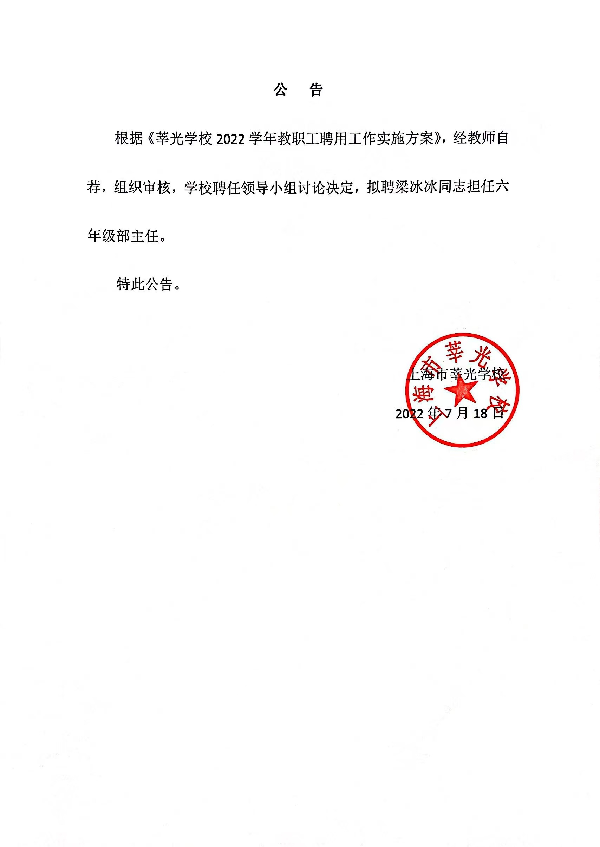 公 告
根据《莘光学校 2022 学年教职工聘用工作实施方案》，经教师自
荐，组织审核，学校聘任领导小组讨论决定，拟聘梁冰冰同志担任六
年级部主任。
特此公告。
上海市莘光学校
2022 年 7 月 18 日
上海市莘光学校